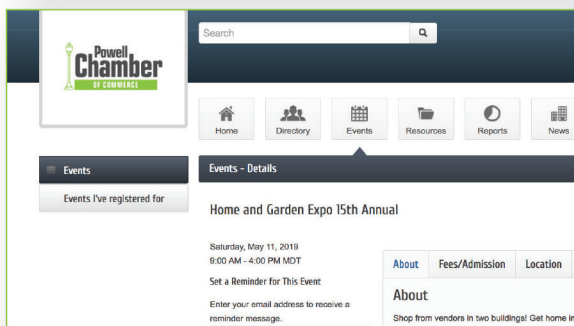 Search
Powell
Chamber
OF COMMERCE
Home
Directory
Events
Resources
Reports
News
Events
Events I've registered for
Events - Details
Home and Garden Expo 15th Annual
Saturday, May 11, 2019
9:00 AM - 4:00 PM MDT
Set a Reminder for This Event
Enter your email address to receive a
reminder message.
About
Fees/Admission
Location
About
Shop from vendors in two buildings! Get home in